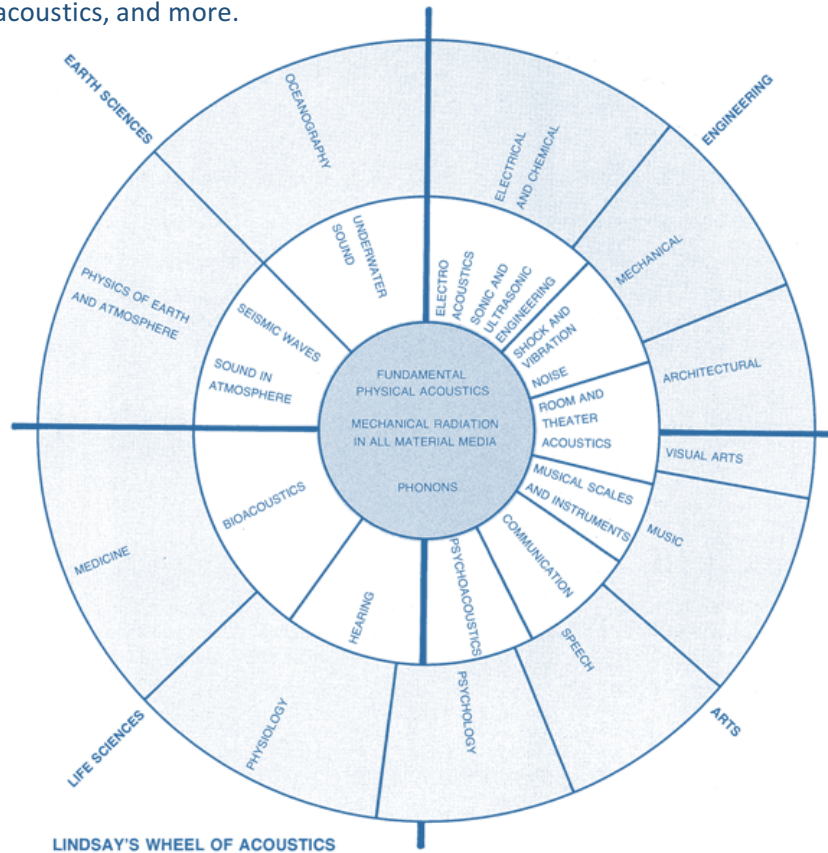 acoustics, and more.
EARTH SCIENCES
ENGINEERING
OCEANOGRAPHY
ELECTRICAL
AND CHEMICAL
MECHANICAL
ARCHITECTURAL
VISUAL ARTS
MUSIC
SPEECH
PSYCHOLOGY
PHYSIOLOGY
MEDICINE
PHYSICS OF EARTH
AND ATMOSPHERE
UNDERWATER
SOUND
ELECTRO
ACOUSTICS
SONIC AND
ULTRASONIC
ENGINEERING
SHOCK AND
VIBRATION
NOISE
ROOM AND
THEATER
ACOUSTICS
MUSICAL SCALES
AND INSTRUMENTS
COMMUNICATION
PSYCHOACOUSTICS
HEARING
BIOACOUSTICS
SOUND IN
ATMOSPHERE
SEISMIC WAVES
FUNDAMENTAL
PHYSICAL ACOUSTICS
MECHANICAL RADIATION
IN ALL MATERIAL MEDIA
PHONONS
LIFE SCIENCES
ARTS
LINDSAY'S WHEEL OF ACOUSTICS